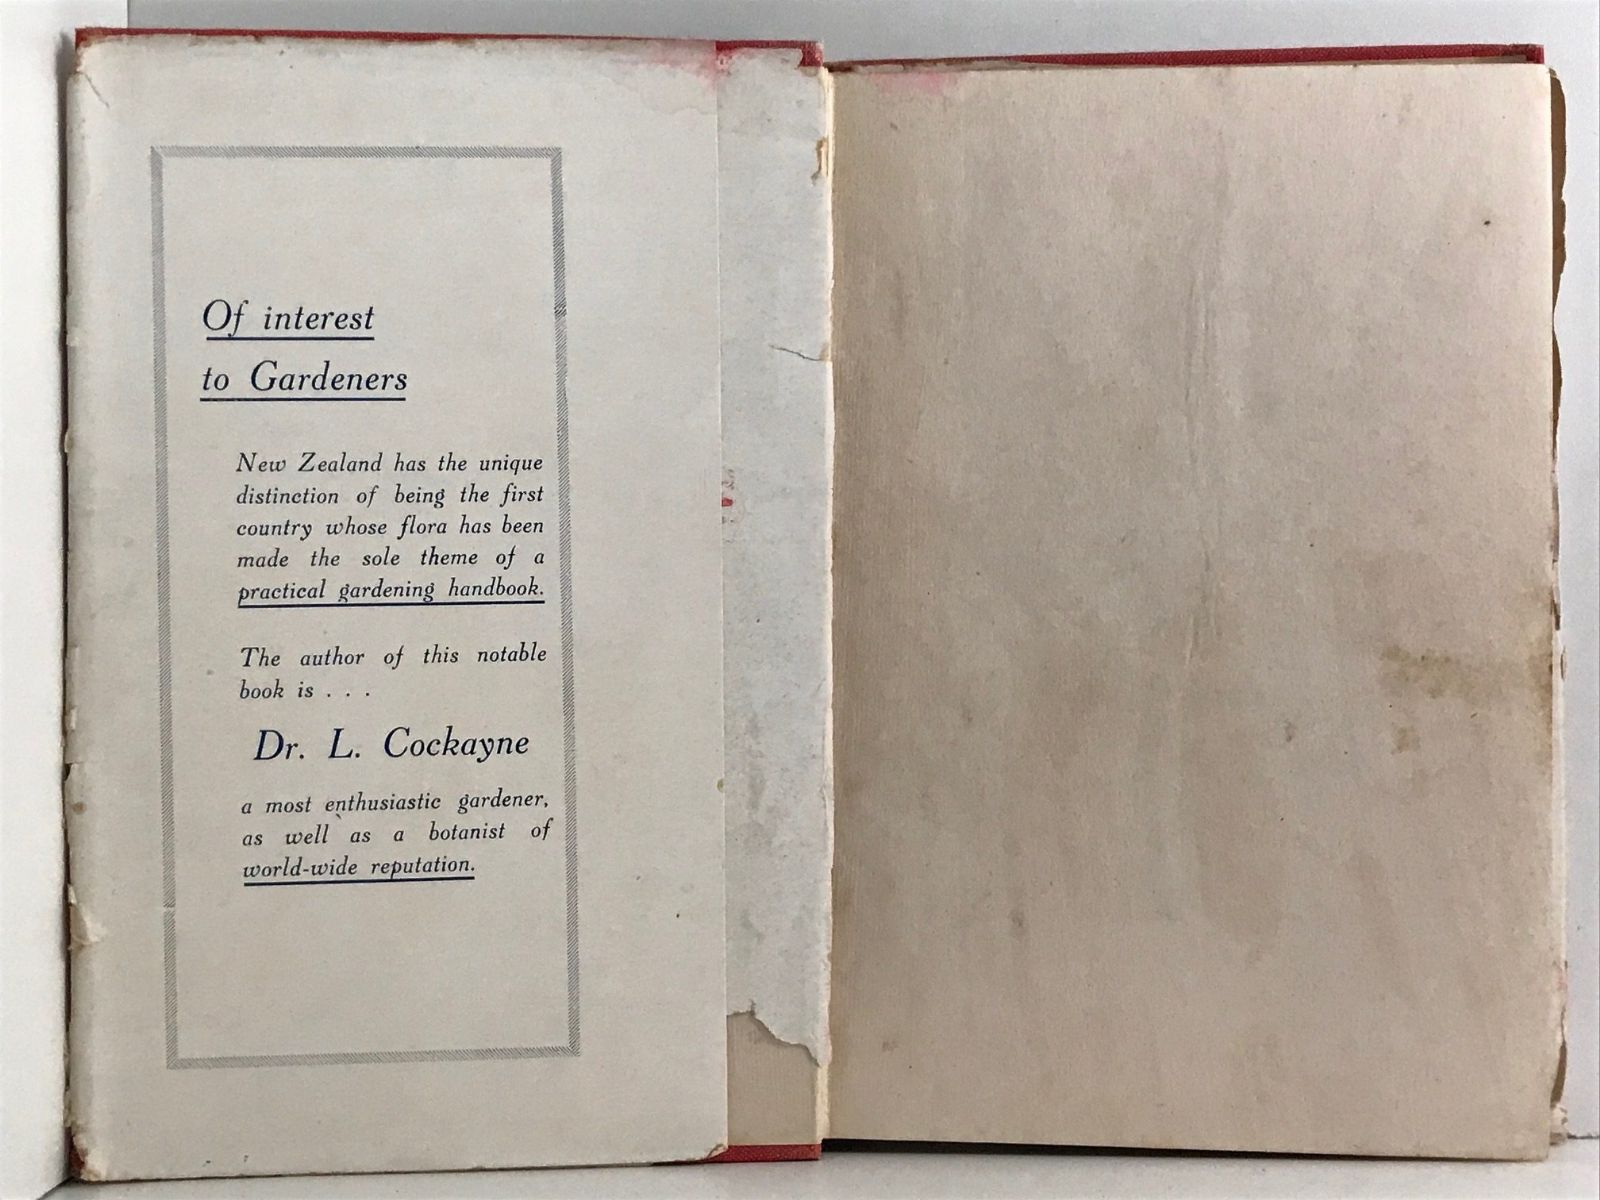 Of interest
to Gardeners
New Zealand has the unique
distinction of being the first
country whose flora has been
made the sole theme of a
practical gardening handbook.
The author of this notable
book is . . .
Dr. L. Cockayne
a most enthusiastic gardener,
as well as a botanist of
world-wide reputation.